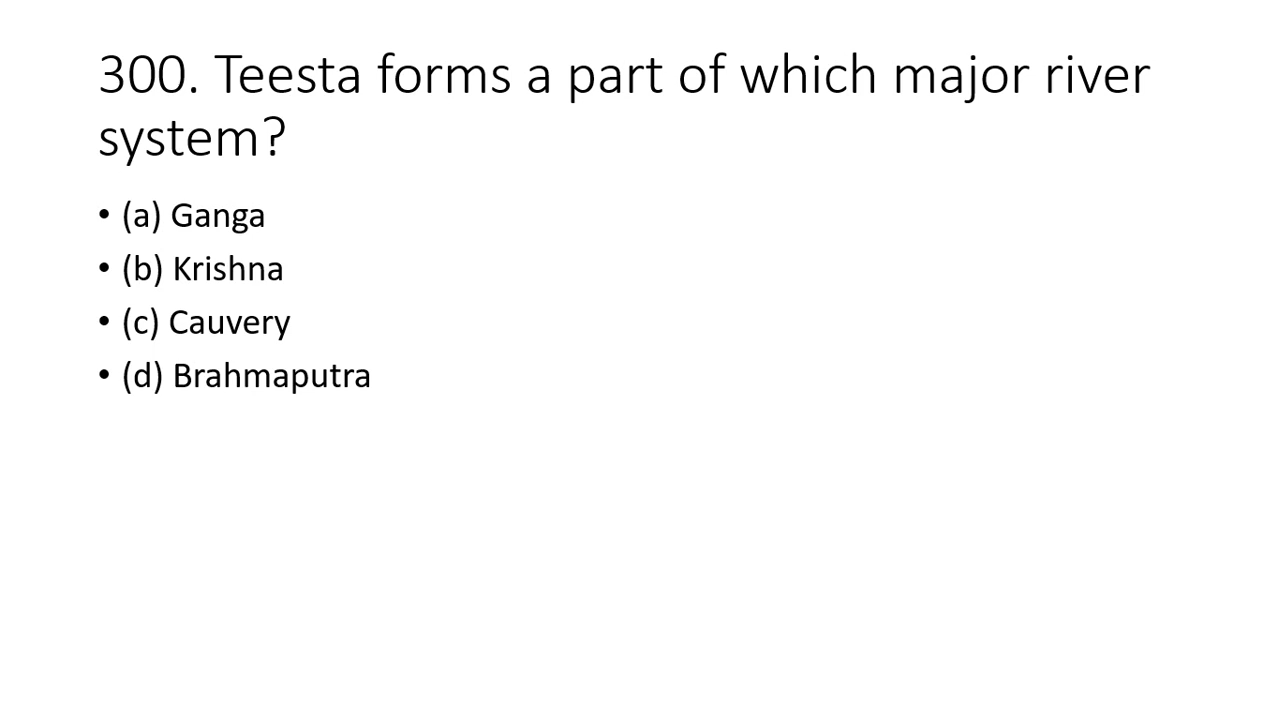 300. Teesta forms a part of which major river
system?
• (a) Ganga
• (b) Krishna
• (c) Cauvery
• (d) Brahmaputra